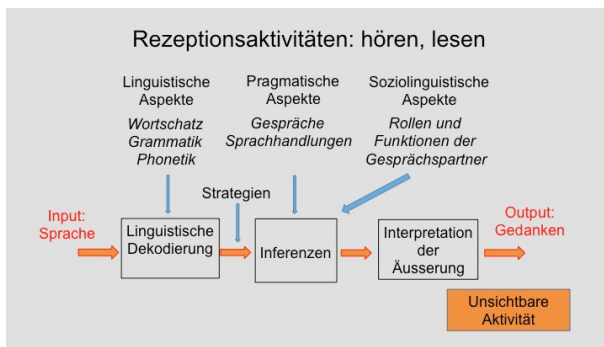 Rezeptionsaktivitäten: hören, lesen
Linguistische
Aspekte
Wortschatz
Grammatik
Phonetik
Pragmatische
Aspekte
Gespräche
Sprachhandlungen
Soziolinguistische
Aspekte
Rollen und
Funktionen der
Gesprächspartner
Strategien
Input:
Sprache
Linguistische
Dekodierung
Inferenzen
Interpretation
der
Äusserung
Output:
Gedanken
Unsichtbare
Aktivität